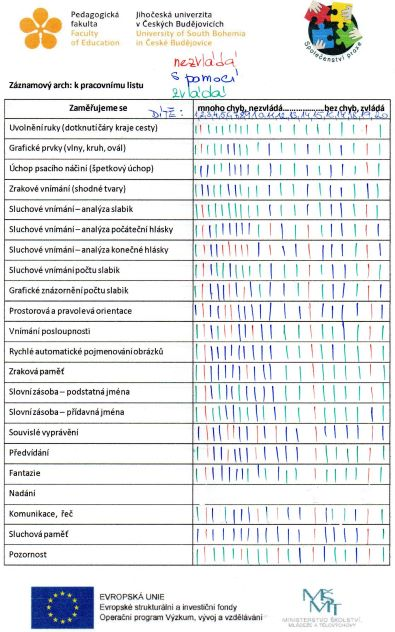 Pedagogická
fakulta
Faculty
of Education
Jihočeská univerzita
v Českých Budějovicích
University of South Bohemia
in České Budějovice
Společenství praxe
nezvládá
s pomocí
zvládá
Záznamový arch: k pracovnímu listu
Zaměřujeme se DÍTĚ: mnoho chyb, nezvládá.................bez chyb, zvládá
1 2 3 4 5 6 7 8 9 10 11 12 13 14 15 16 17 18 19 20
Uvolnění ruky (dotknutí čáry kraje cesty)
Grafické prvky (vlny, kruh, ovál)
Úchop psacího náčiní (špetkový úchop)
Zrakové vnímání (shodné tvary)
Sluchové vnímání – analýza slabik
Sluchové vnímání – analýza počáteční hlásky
Sluchové vnímání – analýza konečné hlásky
Sluchové vnímání počtu slabik
Grafické znázornění počtu slabik
Prostorová a pravolevá orientace
Vnímání posloupnosti
Rychlé automatické pojmenování obrázků
Zraková paměť
Slovní zásoba – podstatná jména
Slovní zásoba – přídavná jména
Souvislé vyprávění
Předvídání
Fantazie
Nadání
Komunikace, řeč
Sluchová paměť
Pozornost
EVROPSKÁ UNIE
Evropské strukturální a investiční fondy
Operační program Výzkum, vývoj a vzdělávání
MŠMT
MINISTERSTVO ŠKOLSTVÍ,
MLÁDEŽE A TĚLOVÝCHOVY